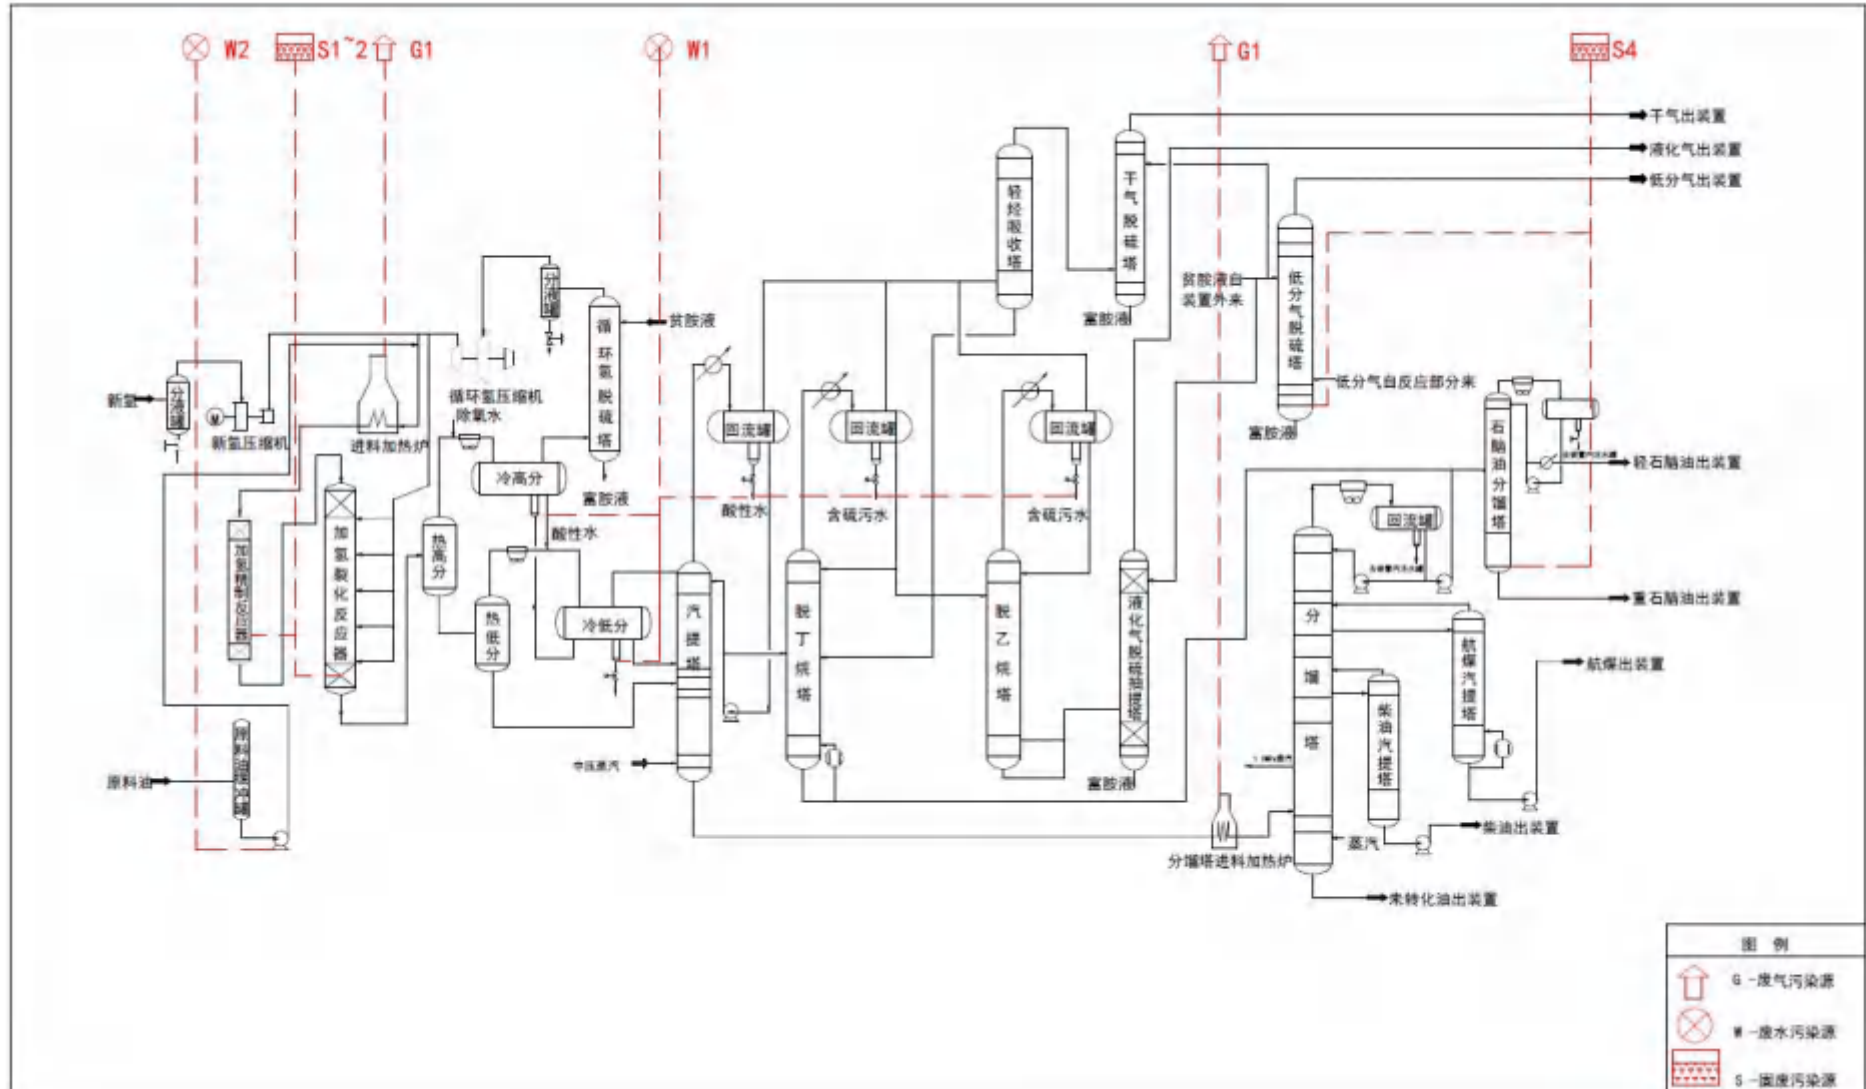 W2
S1~2
G1
W1
G1
S4
干气出装置
液化气出装置
低分气出装置
轻烃吸收塔
干气脱硫塔
贫胺液自
装置外来
低分气脱硫塔
富胺液
分液罐
循环氢脱硫塔
贫胺液
新氢
分液罐
M
新氢压缩机
进料加热炉
循环氢压缩机
除氧水
回流罐
回流罐
回流罐
低分气自反应部分来
富胺液
石脑油分馏塔
轻石脑油出装置
冷高分
富胺液
酸性水
酸性水
含硫污水
含硫污水
回流罐
加氢精制反应器
加氢裂化反应器
热高分
热低分
冷低分
汽提塔
脱丁烷塔
脱乙烷塔
液化气脱硫抽提塔
分馏塔
重石脑油出装置
航煤汽提塔
航煤出装置
柴油汽提塔
原料油
原料油缓冲罐
中压蒸汽
富胺液
柴油出装置
蒸汽
分馏塔进料加热炉
未转化油出装置
图 例
G -废气污染源
W -废水污染源
S -固废污染源